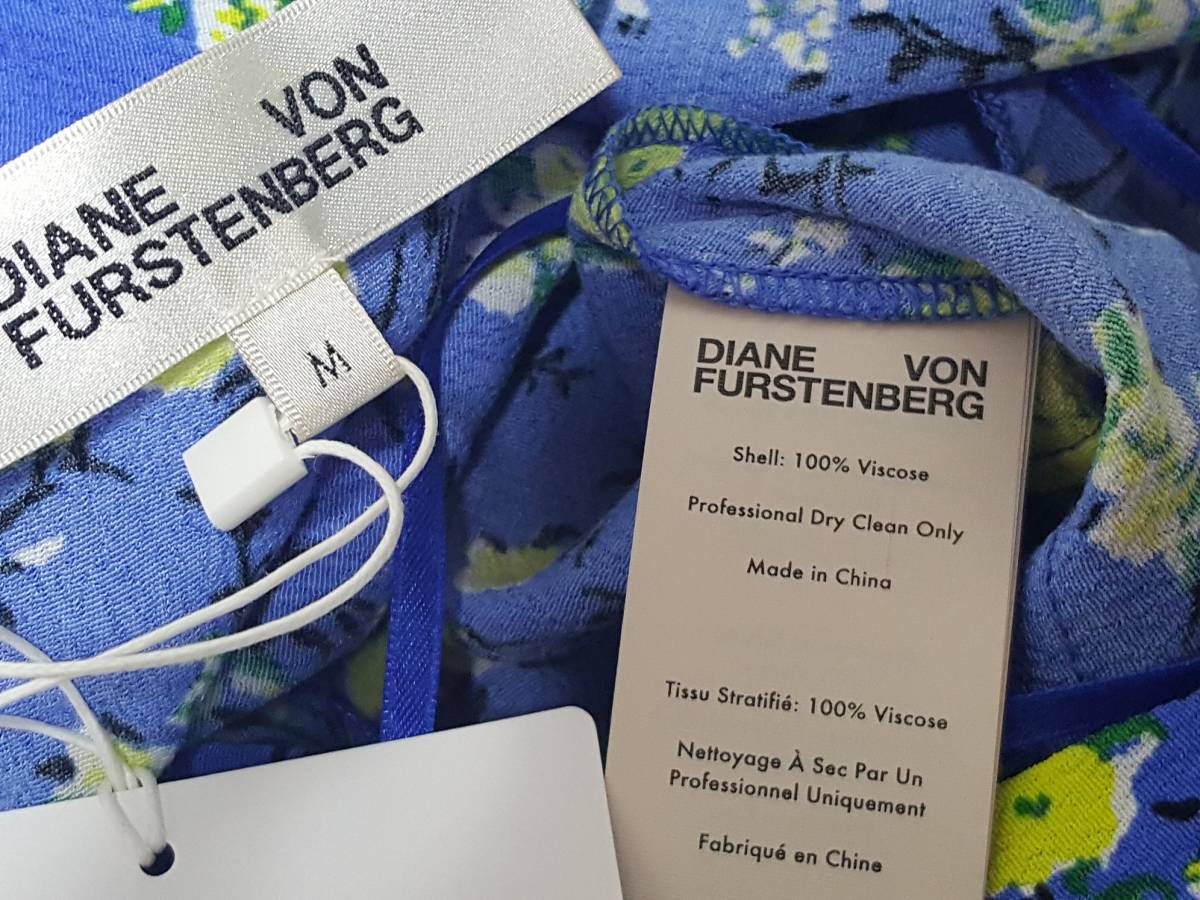 DIANE VON
FURSTENBERG
M
DIANE VON
FURSTENBERG
Shell: 100% Viscose
Professional Dry Clean Only
Made in China
Tissu Stratifié: 100% Viscose
Nettoyage À Sec Par Un
Professionnel Uniquement
Fabriqué en Chine